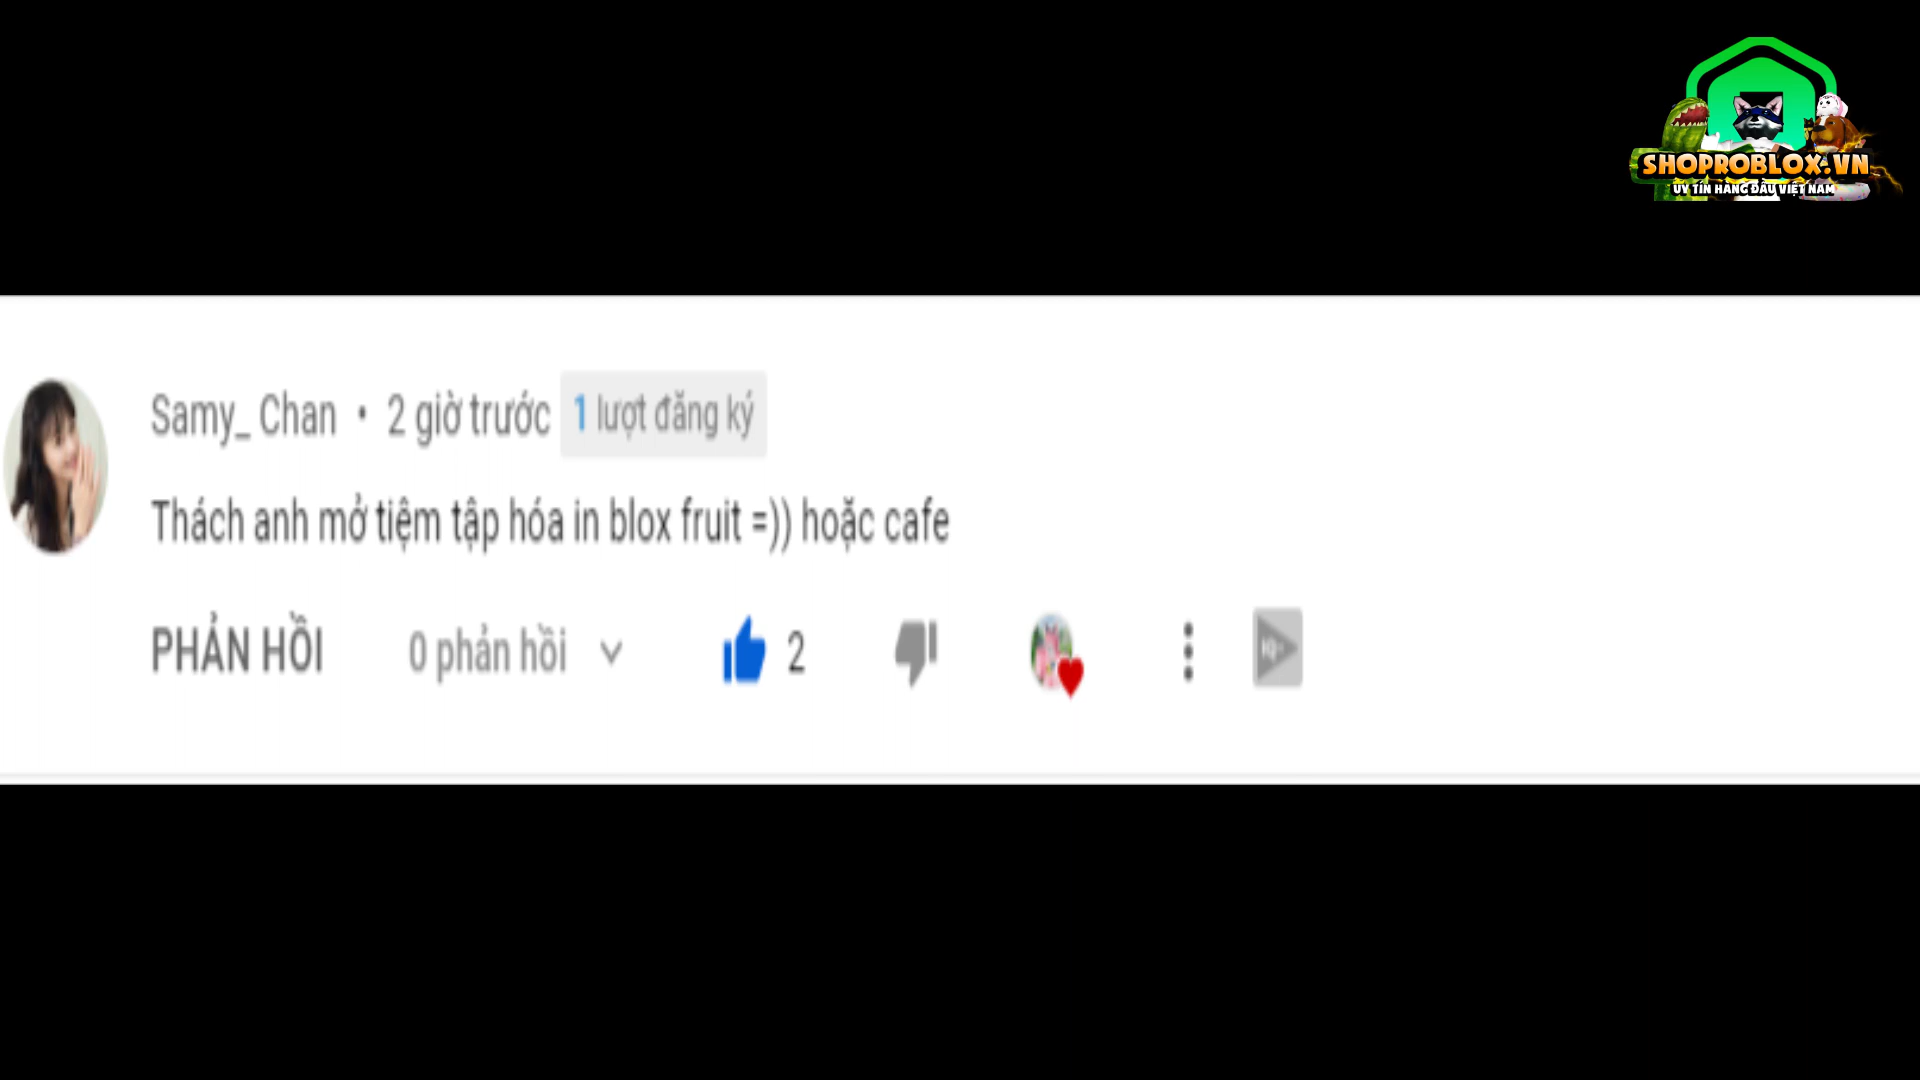 SHOPROBLOX.VN
UY TÍN HÀNG ĐẦU VIỆT NAM
Samy_ Chan • 2 giờ trước 1 lượt đăng ký
Thách anh mở tiệm tập hóa in blox fruit =)) hoặc cafe
PHẢN HỒI 0 phản hồi 2